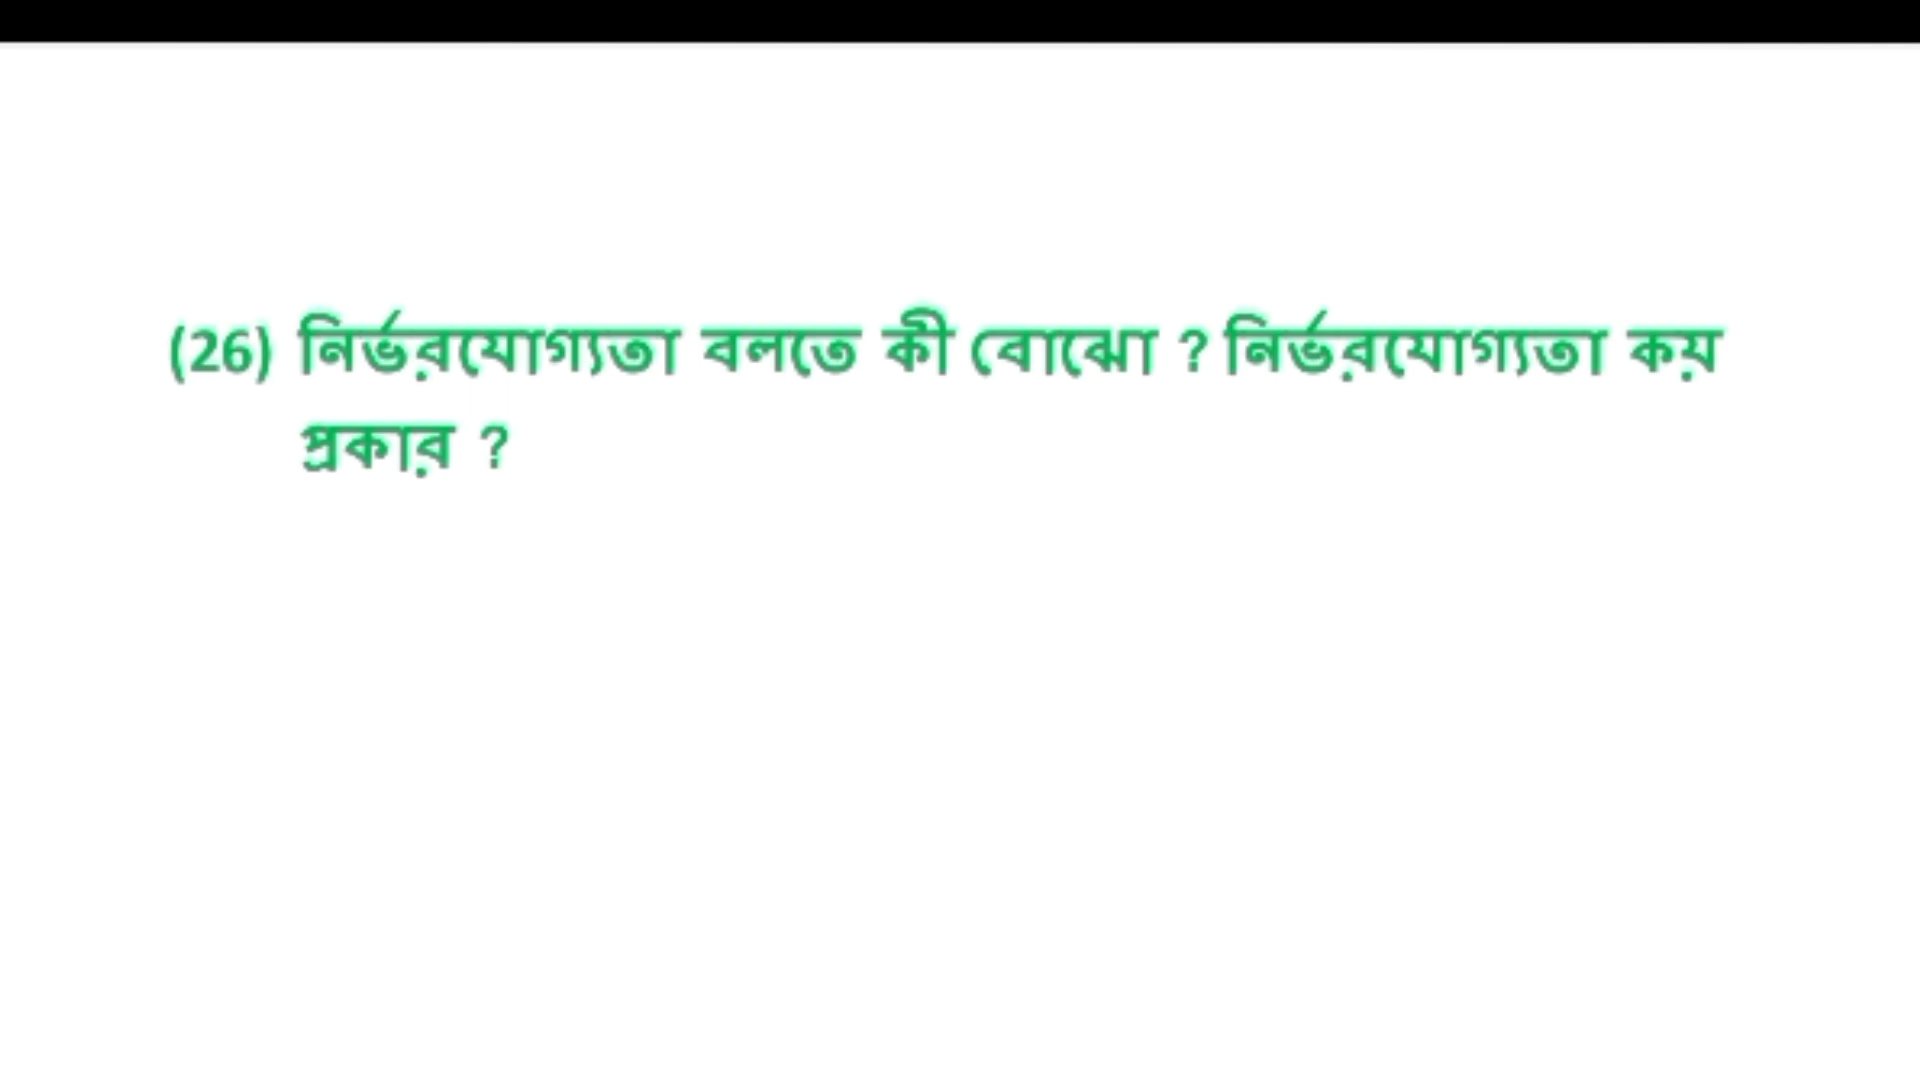 (26) নির্ভরযোগ্যতা বলতে কী বোঝো ? নির্ভরযোগ্যতা কয়
প্রকার ?